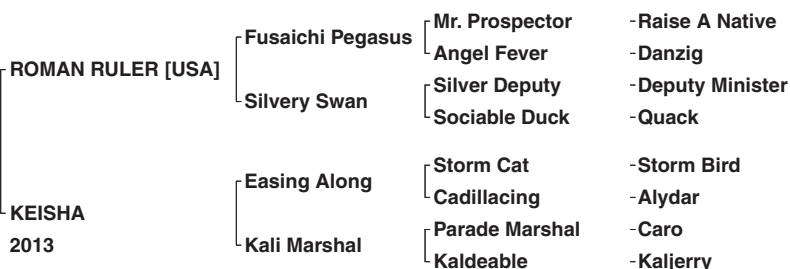 Mr. Prospector -Raise A Native
Fusaichi Pegasus
Angel Fever -Danzig
ROMAN RULER [USA]
Silver Deputy -Deputy Minister
Silvery Swan
Sociable Duck -Quack
Storm Cat -Storm Bird
Easing Along
Cadillacing -Alydar
KEISHA
Parade Marshal -Caro
2013 Kali Marshal
Kaldeable -Kaljerry